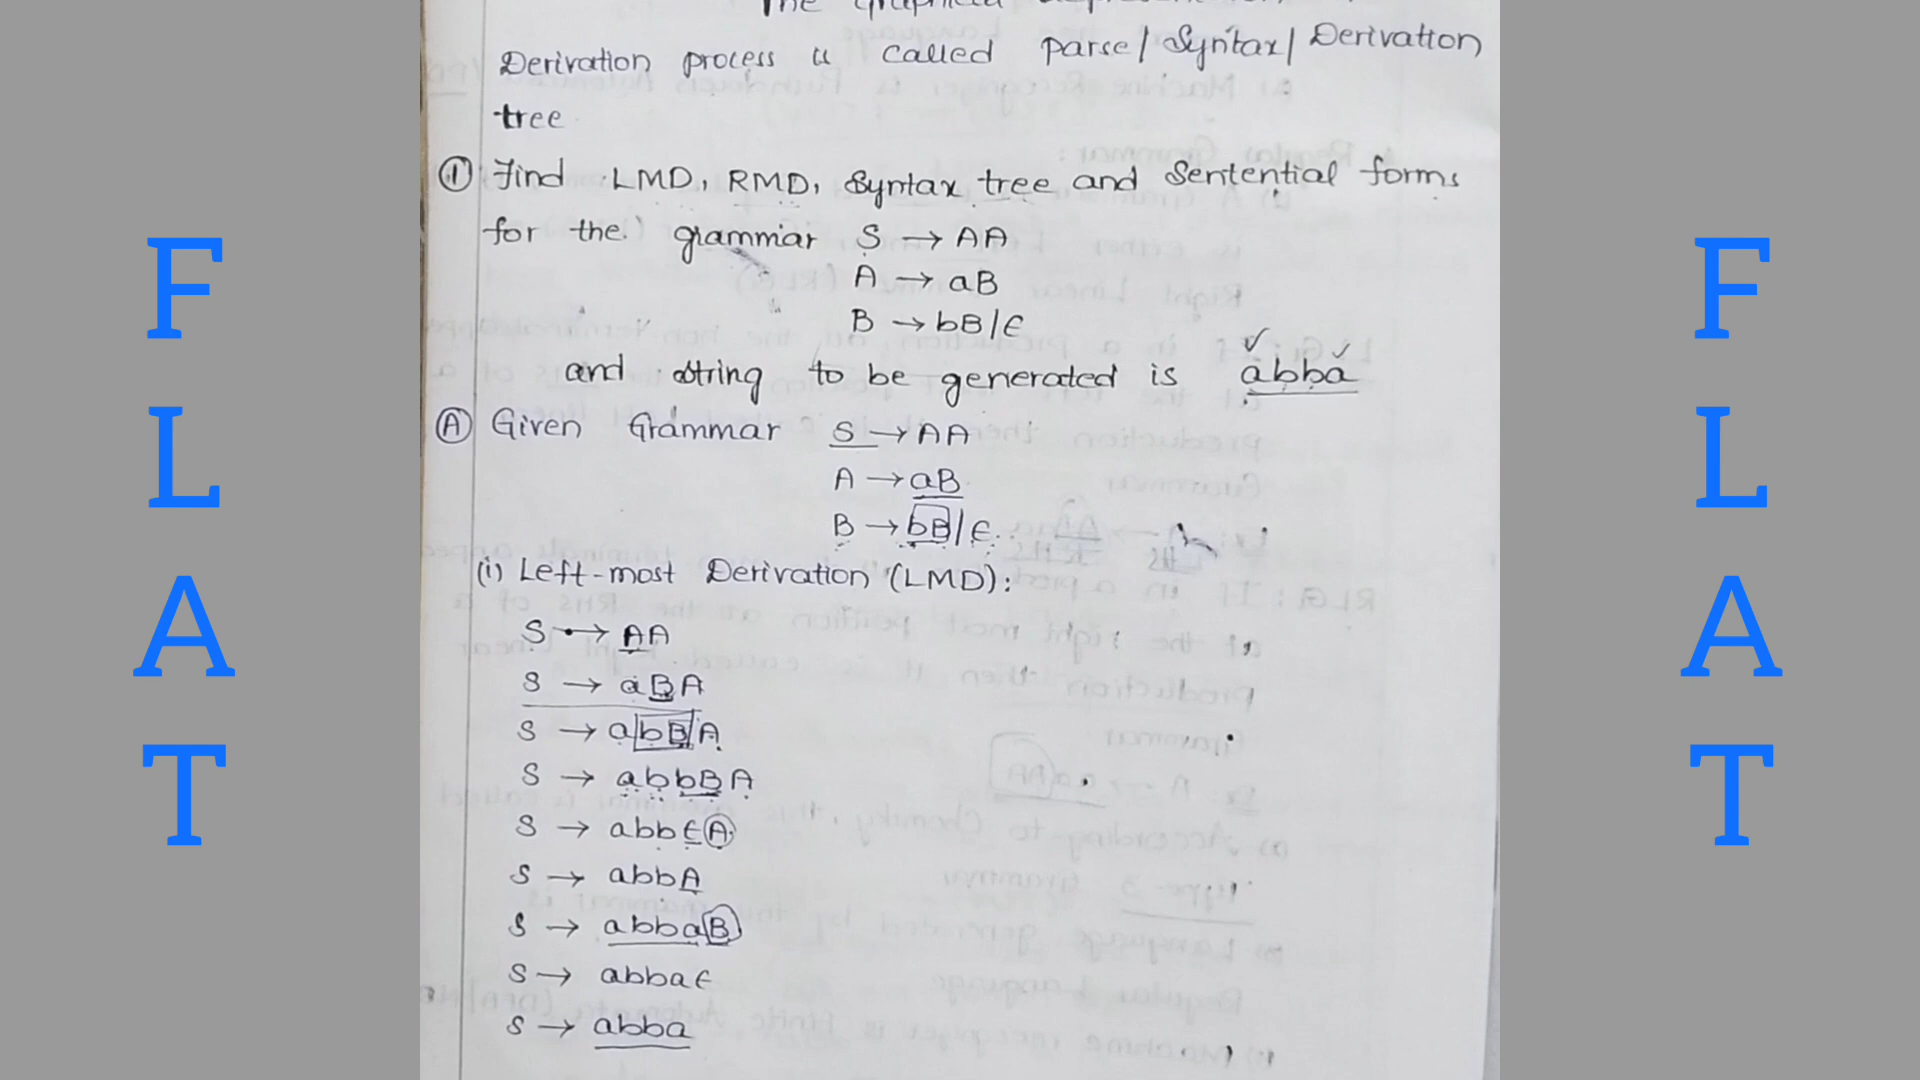 The
Derivation process is called parse/Syntax/Derivation
tree
① Find LMD, RMD, Syntax tree and Sentential forms
for the grammar S → AA
A → aB
B → bB/ϵ
and string to be generated is abba
Ⓐ Given Grammar S → AA
A → aB
B → bB/ϵ
(i) Left-most Derivation (LMD):
S → AA
S → aBA
S → abBA
S → abbBA
S → abbϵA
S → abbA
S → abbaB
S → abbaϵ
S → abba
F
L
A
T
F
L
A
T